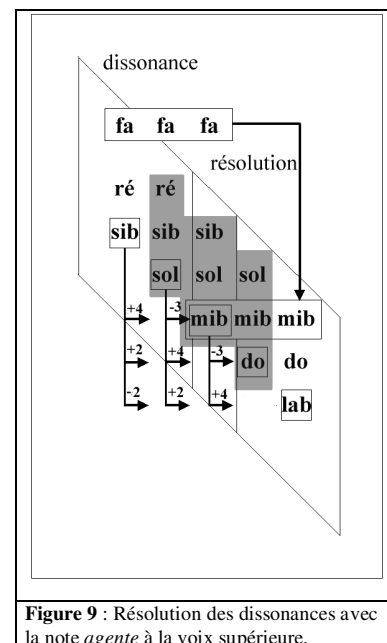 dissonance
fa fa fa
résolution
ré ré
sib sib sib
sol sol sol
+4 -3 mib mib mib
+2 +4 -3 do do
-2 +2 +4 lab
Figure 9 : Résolution des dissonances avec
la note agente à la voix supérieure.